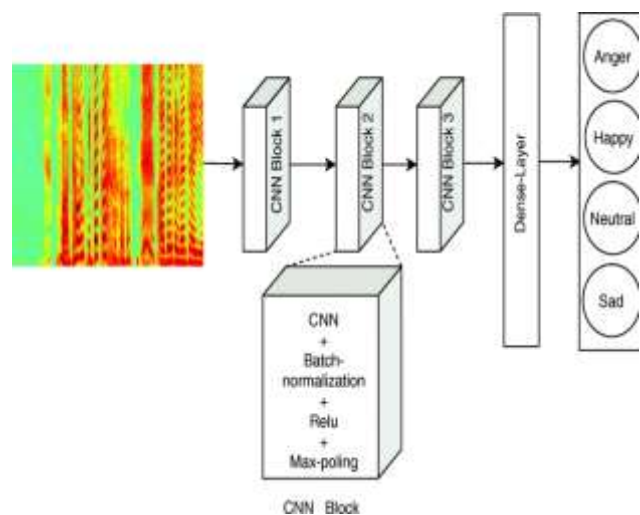 CNN Block 1
CNN Block 2
CNN Block 3
Dense-Layer
Anger
Happy
Neutral
Sad
CNN
+
Batch-
normalization
+
Relu
+
Max-poling
CNN Block